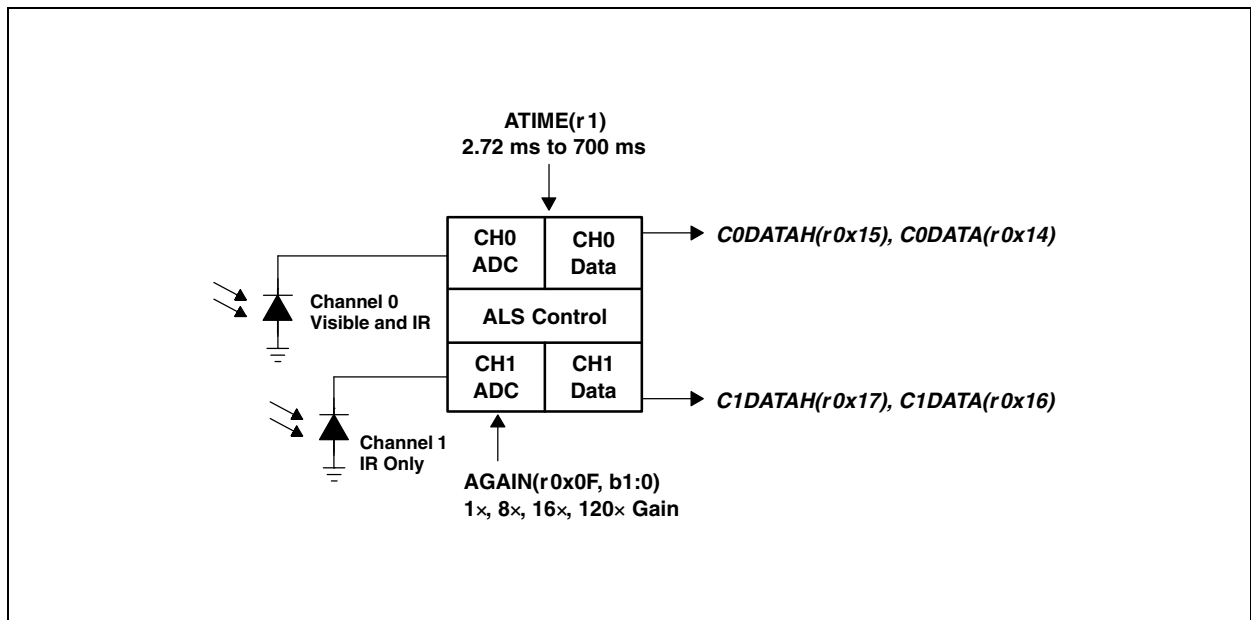 ATIME(r1)
2.72 ms to 700 ms
CH0
ADC
CH0
Data
C0DATAH(r0x15), C0DATA(r0x14)
Channel 0
Visible and IR
ALS Control
CH1
ADC
CH1
Data
C1DATAH(r0x17), C1DATA(r0x16)
Channel 1
IR Only
AGAIN(r0x0F, b1:0)
1×, 8×, 16×, 120× Gain